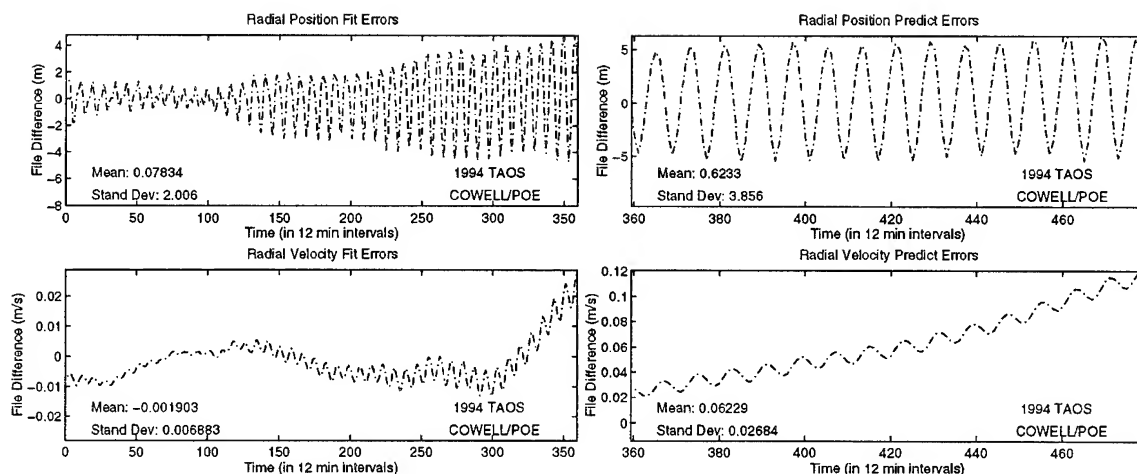 Radial Position Fit Errors
File Difference (m)
4
2
0
−2
−4
−6
−8
Mean: 0.07834
Stand Dev: 2.006
1994 TAOS
COWELL/POE
0 50 100 150 200 250 300 350
Time (in 12 min intervals)
Radial Position Predict Errors
File Difference (m)
5
0
−5
Mean: 0.6233
Stand Dev: 3.856
1994 TAOS
COWELL/POE
360 380 400 420 440 460
Time (in 12 min intervals)
Radial Velocity Fit Errors
File Difference (m/s)
0.02
0.01
0
−0.01
−0.02
Mean: −0.001903
Stand Dev: 0.006883
1994 TAOS
COWELL/POE
0 50 100 150 200 250 300 350
Time (in 12 min intervals)
Radial Velocity Predict Errors
File Difference (m/s)
0.12
0.1
0.08
0.06
0.04
0.02
0
Mean: 0.06229
Stand Dev: 0.02684
1994 TAOS
COWELL/POE
360 380 400 420 440 460
Time (in 12 min intervals)